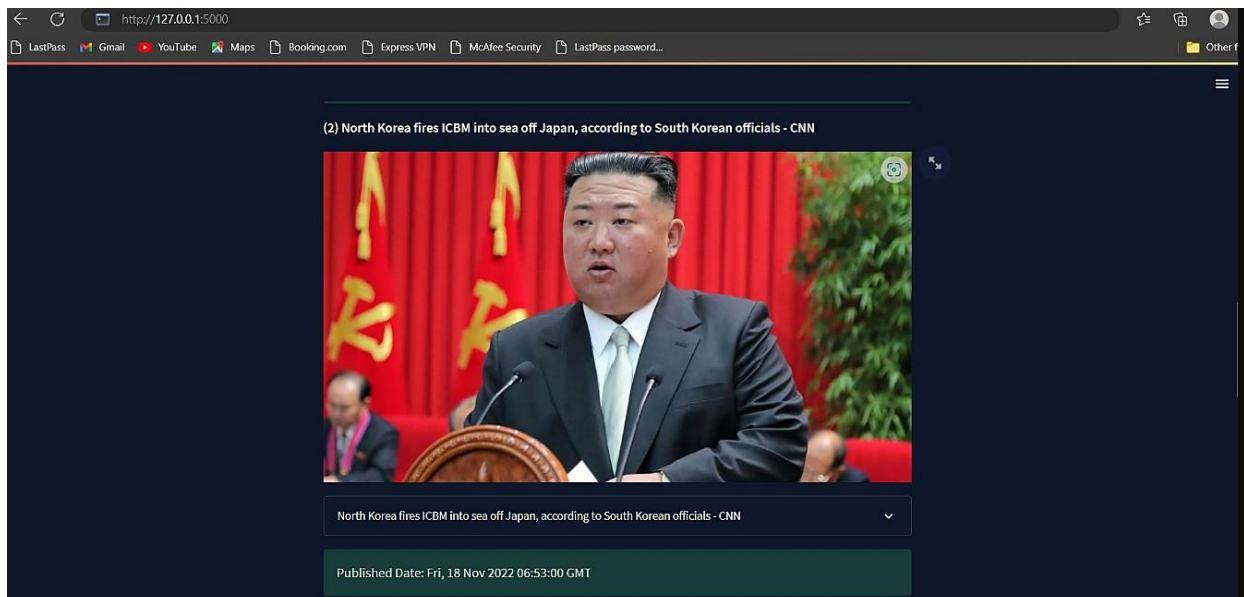 http://127.0.0.1:5000
LastPass Gmail YouTube Maps Booking.com Express VPN McAfee Security LastPass password... Other f
(2) North Korea fires ICBM into sea off Japan, according to South Korean officials - CNN
North Korea fires ICBM into sea off Japan, according to South Korean officials - CNN
Published Date: Fri, 18 Nov 2022 06:53:00 GMT